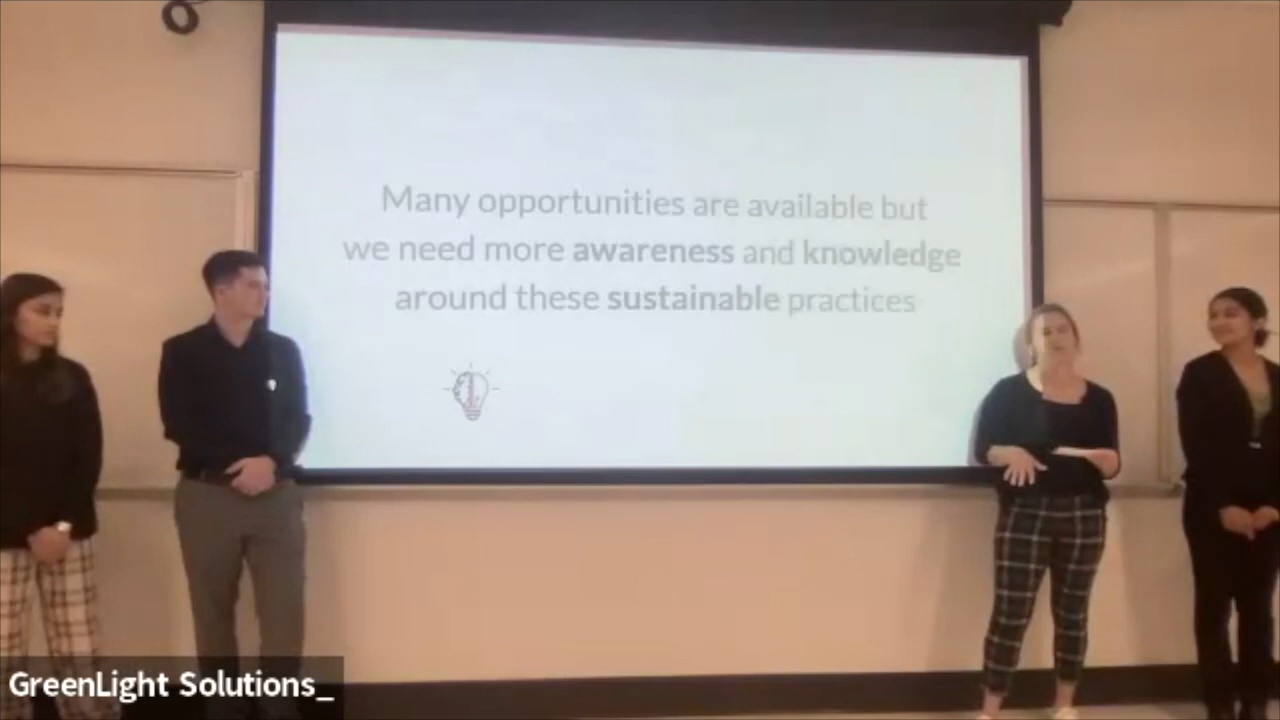 Many opportunities are available but
we need more awareness and knowledge
around these sustainable practices
GreenLight Solutions_